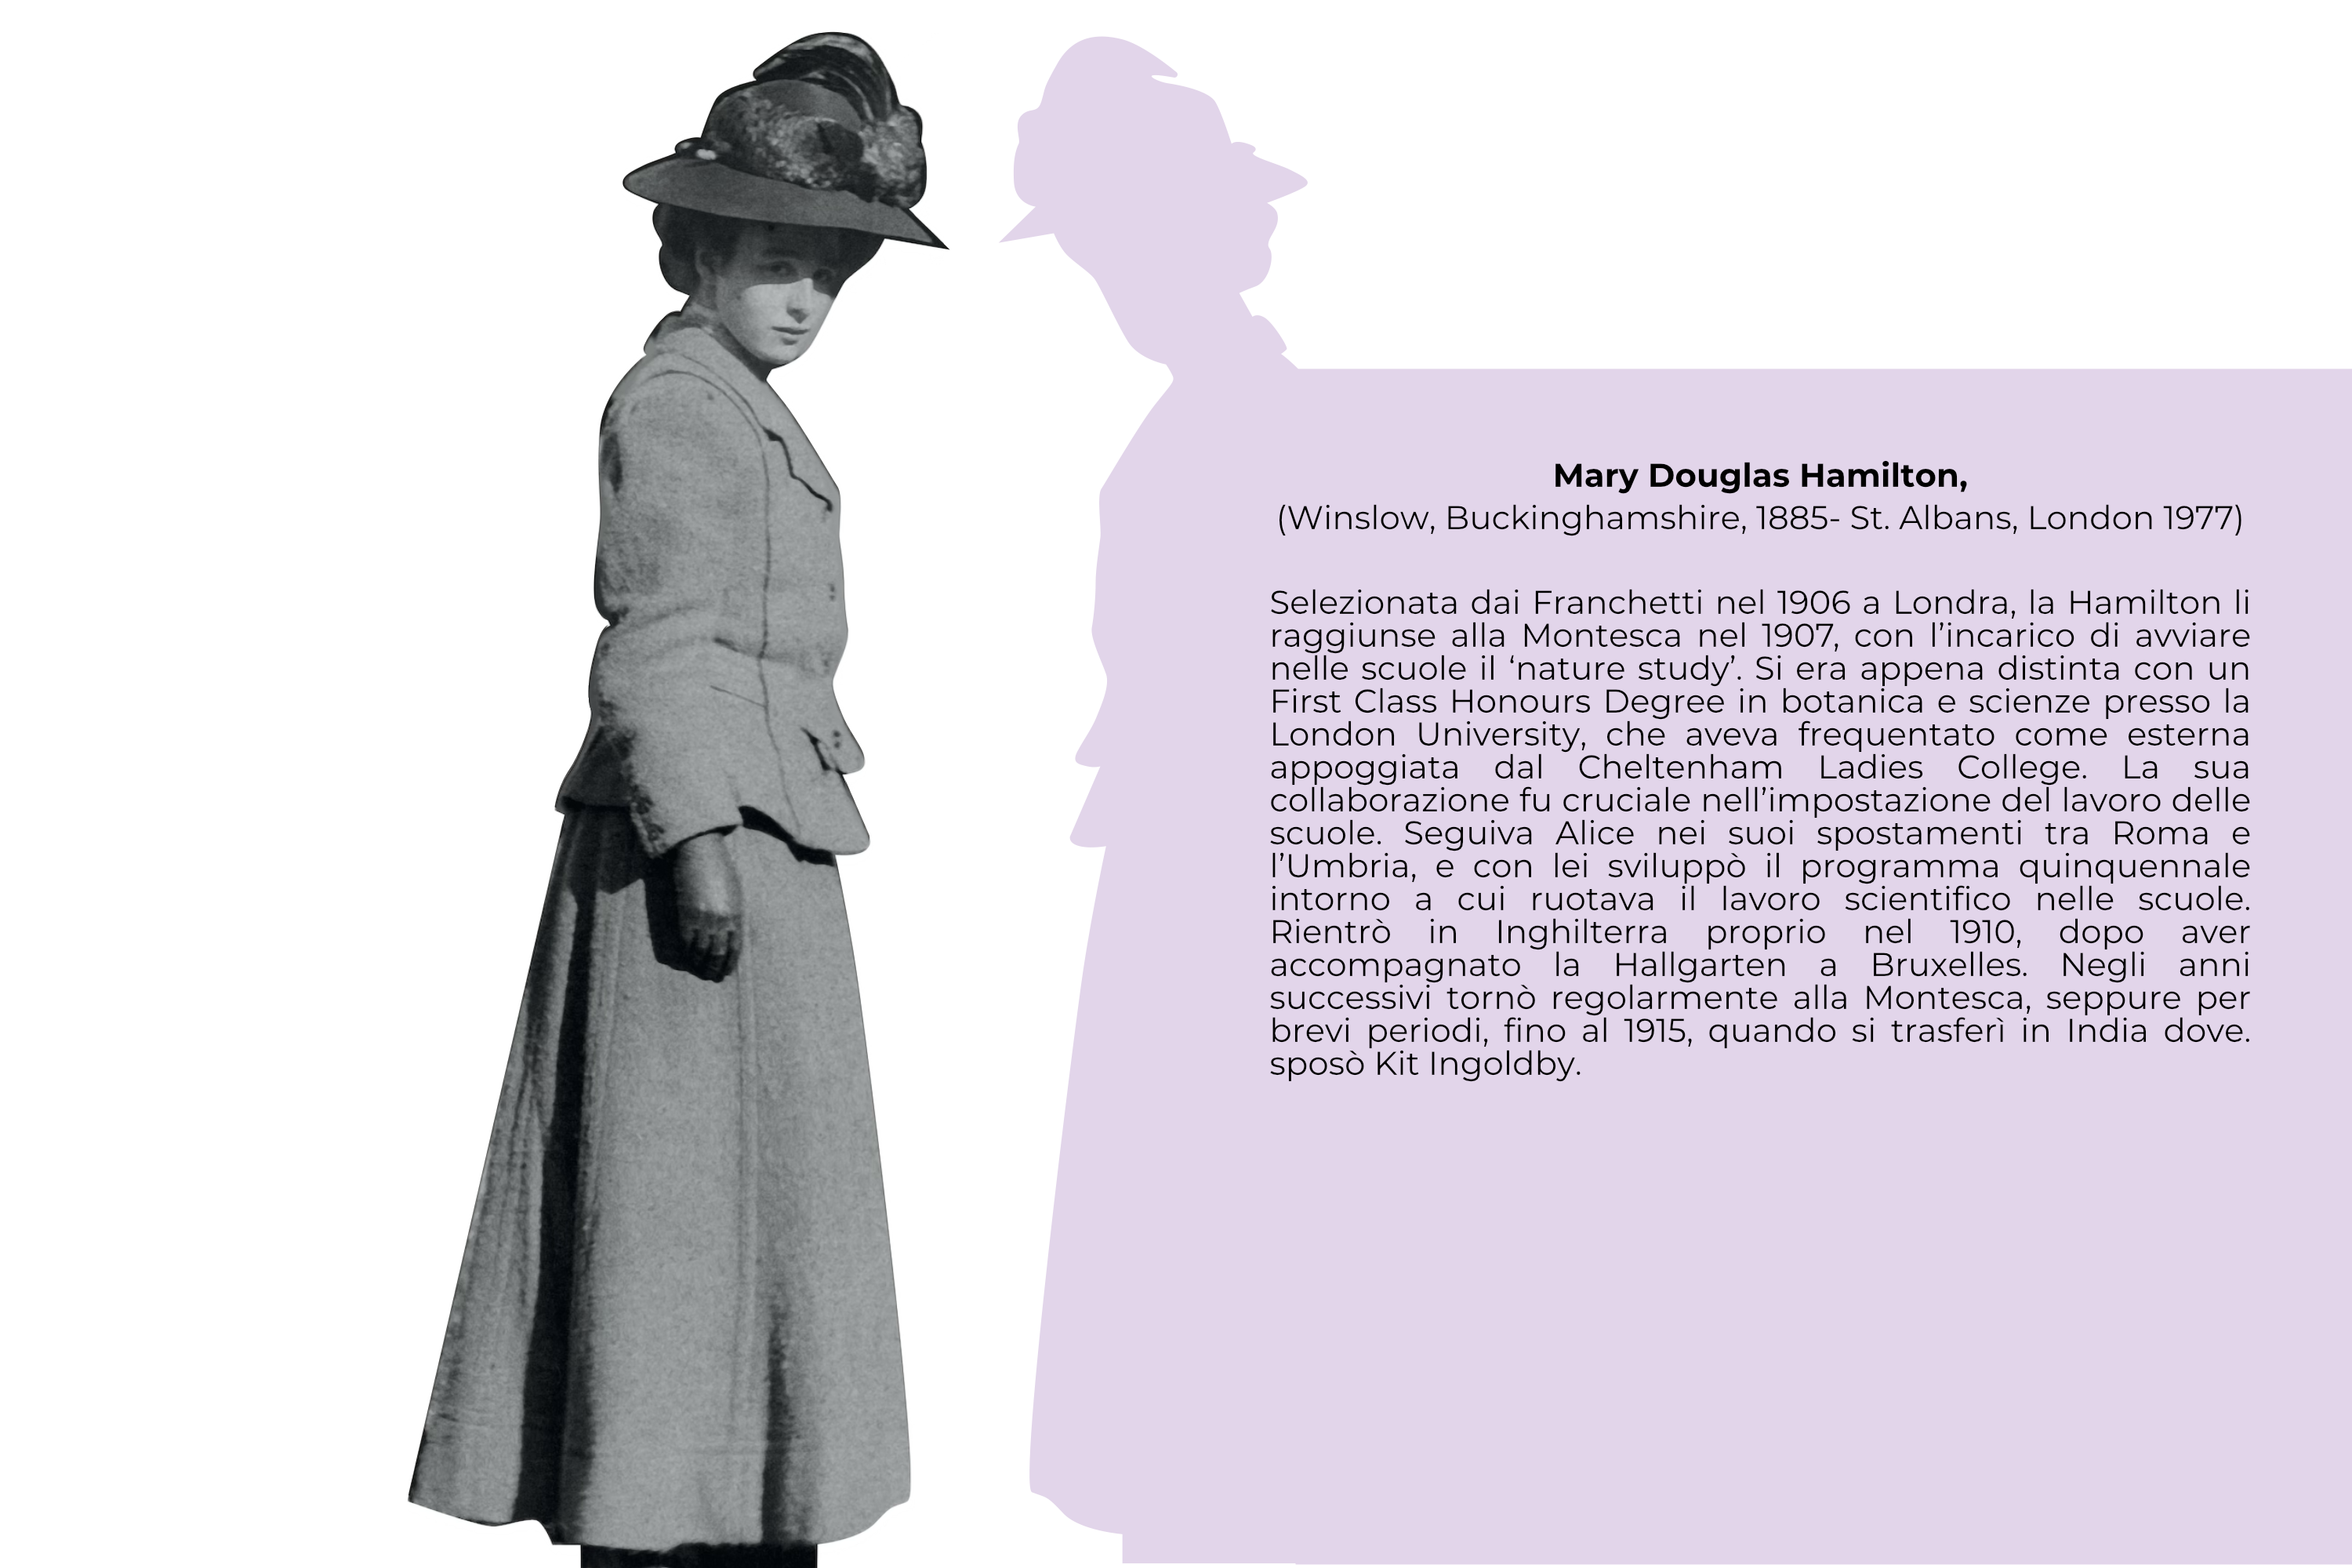 Mary Douglas Hamilton,
(Winslow, Buckinghamshire, 1885- St. Albans, London 1977)
Selezionata dai Franchetti nel 1906 a Londra, la Hamilton li
raggiunse alla Montesca nel 1907, con l’incarico di avviare
nelle scuole il ‘nature study’. Si era appena distinta con un
First Class Honours Degree in botanica e scienze presso la
London University, che aveva frequentato come esterna
appoggiata dal Cheltenham Ladies College. La sua
collaborazione fu cruciale nell’impostazione del lavoro delle
scuole. Seguiva Alice nei suoi spostamenti tra Roma e
l’Umbria, e con lei sviluppò il programma quinquennale
intorno a cui ruotava il lavoro scientifico nelle scuole.
Rientrò in Inghilterra proprio nel 1910, dopo aver
accompagnato la Hallgarten a Bruxelles. Negli anni
successivi tornò regolarmente alla Montesca, seppure per
brevi periodi, fino al 1915, quando si trasferì in India dove.
sposò Kit Ingoldby.